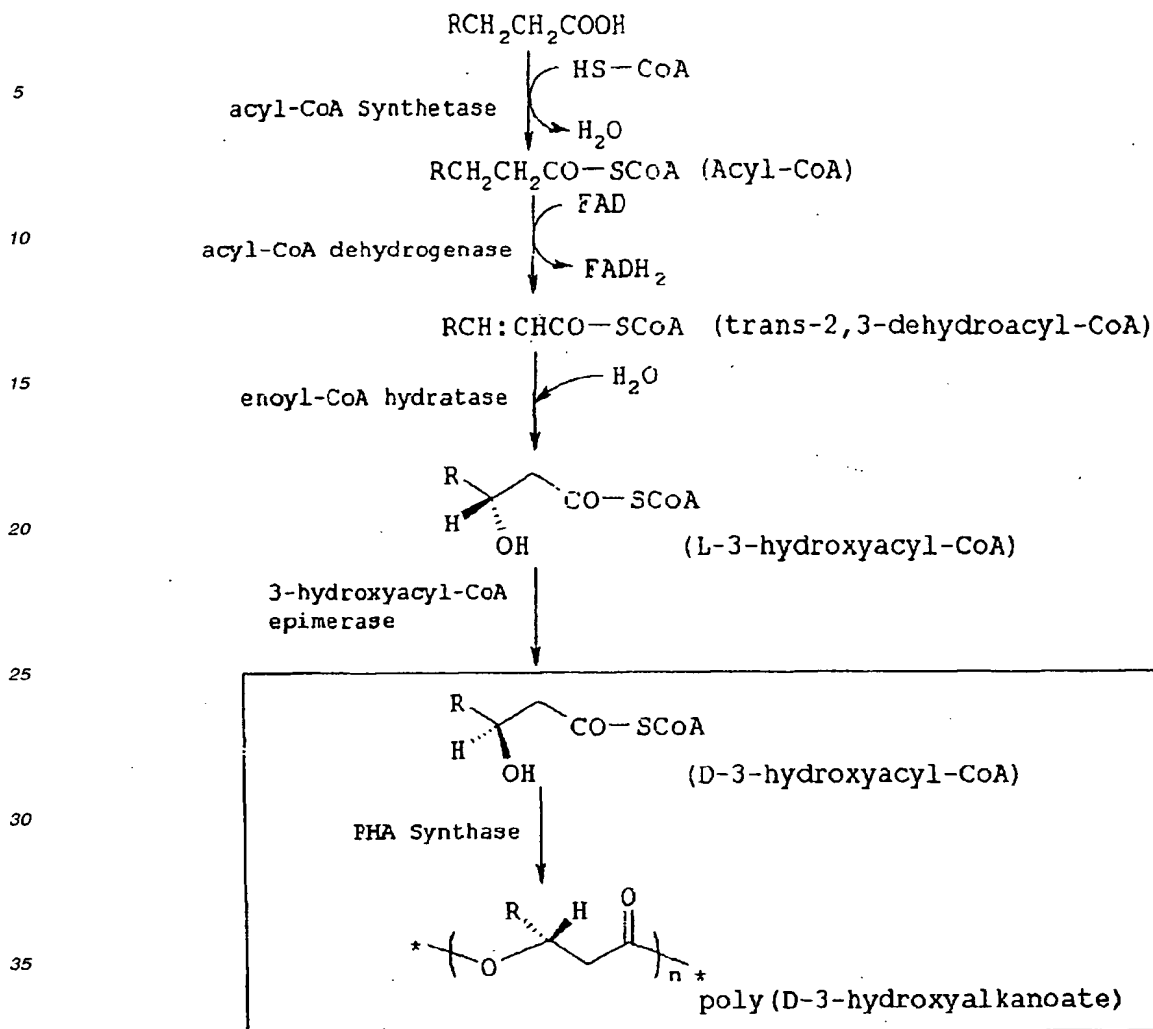 RCH2CH2COOH
HS—CoA
5
acyl-CoA Synthetase
H2O
RCH2CH2CO—SCoA (Acyl-CoA)
FAD
10
acyl-CoA dehydrogenase
FADH2
RCH:CHCO—SCoA (trans-2,3-dehydroacyl-CoA)
15
H2O
enoyl-CoA hydratase
R
CO—SCoA
H
20
OH
(L-3-hydroxyacyl-CoA)
3-hydroxyacyl-CoA
epimerase
25
R
CO—SCoA
H
OH
(D-3-hydroxyacyl-CoA)
30
PHA Synthase
O
R H
* ( O ) n *
35
poly(D-3-hydroxyalkanoate)